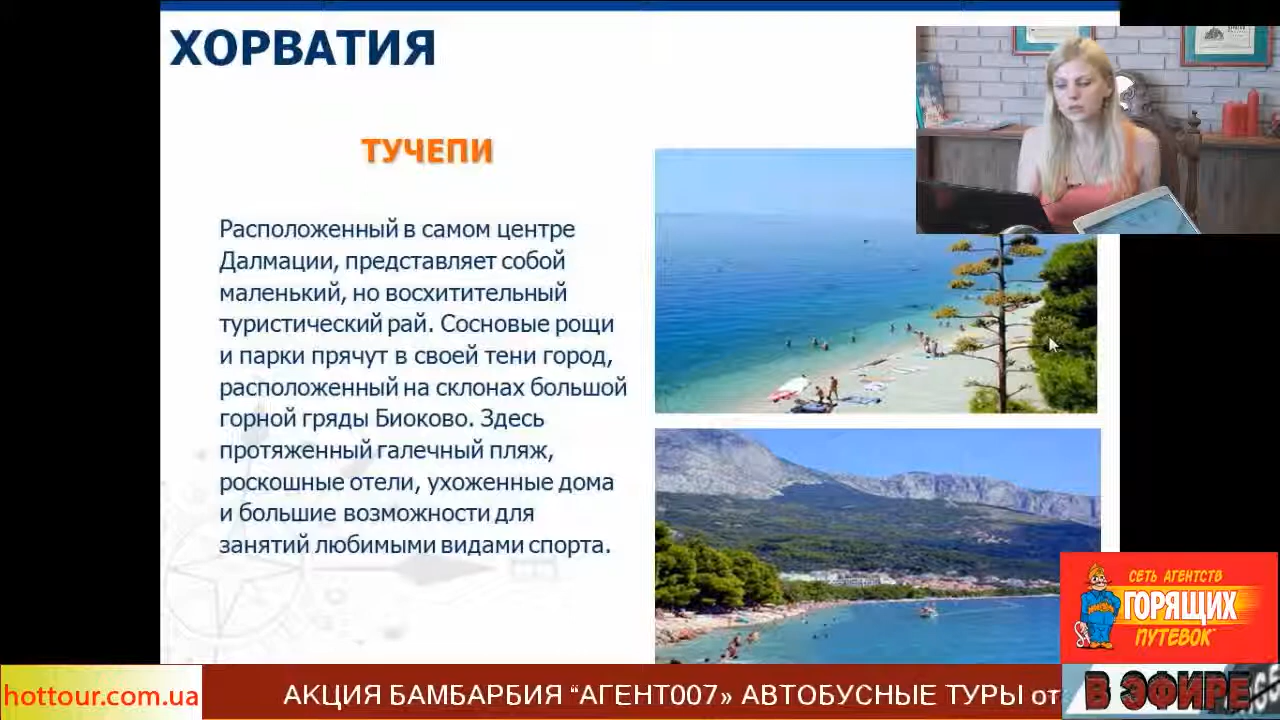 ХОРВАТИЯ
ТУЧЕПИ
Расположенный в самом центре
Далмации, представляет собой
маленький, но восхитительный
туристический рай. Сосновые рощи
и парки прячут в своей тени город,
расположенный на склонах большой
горной гряды Биоково. Здесь
протяженный галечный пляж,
роскошные отели, ухоженные дома
и большие возможности для
занятий любимыми видами спорта.
СЕТЬ АГЕНТСТВ
ГОРЯЩИХ
ПУТЕВОК
hottour.com.ua
АКЦИЯ БАМБАРБИЯ “АГЕНТ007» АВТОБУСНЫЕ ТУРЫ от
В ЭФИРЕ